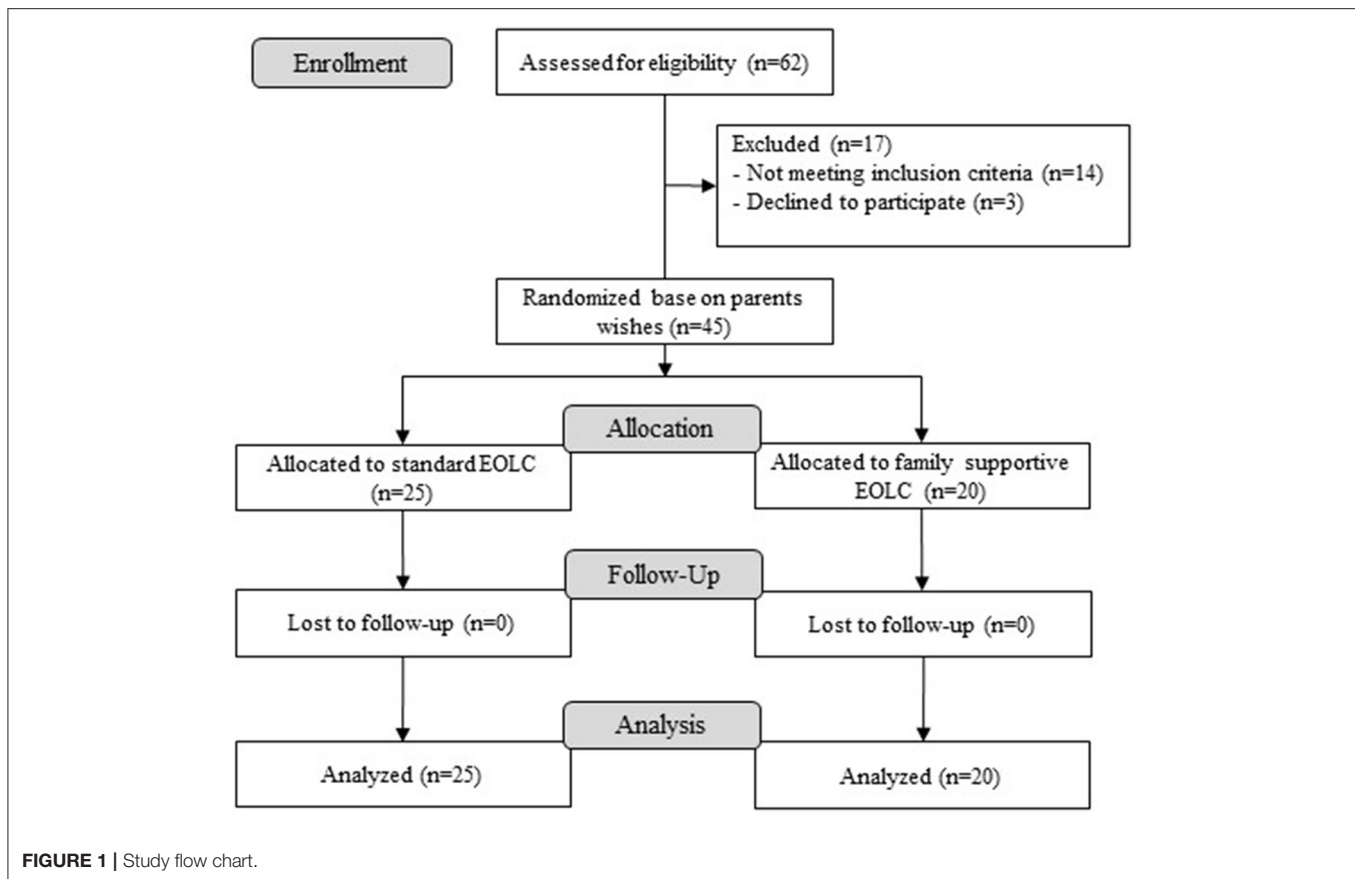 Enrollment
Assessed for eligibility (n=62)
Excluded (n=17)
- Not meeting inclusion criteria (n=14)
- Declined to participate (n=3)
Randomized base on parents
wishes (n=45)
Allocation
Allocated to standard EOLC
(n=25)
Allocated to family supportive
EOLC (n=20)
Follow-Up
Lost to follow-up (n=0)
Lost to follow-up (n=0)
Analysis
Analyzed (n=25)
Analyzed (n=20)
FIGURE 1 | Study flow chart.